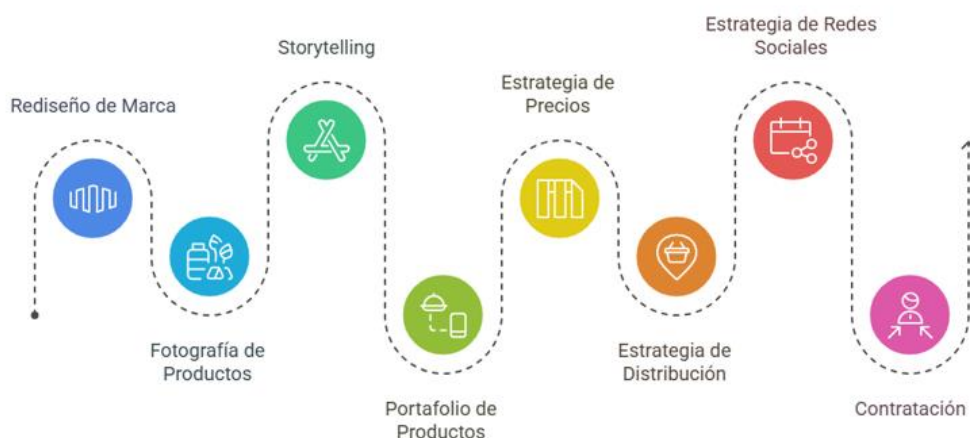 Rediseño de Marca
Fotografía de
Productos
Storytelling
Portafolio de
Productos
Estrategia de
Precios
Estrategia de
Distribución
Estrategia de Redes
Sociales
Contratación